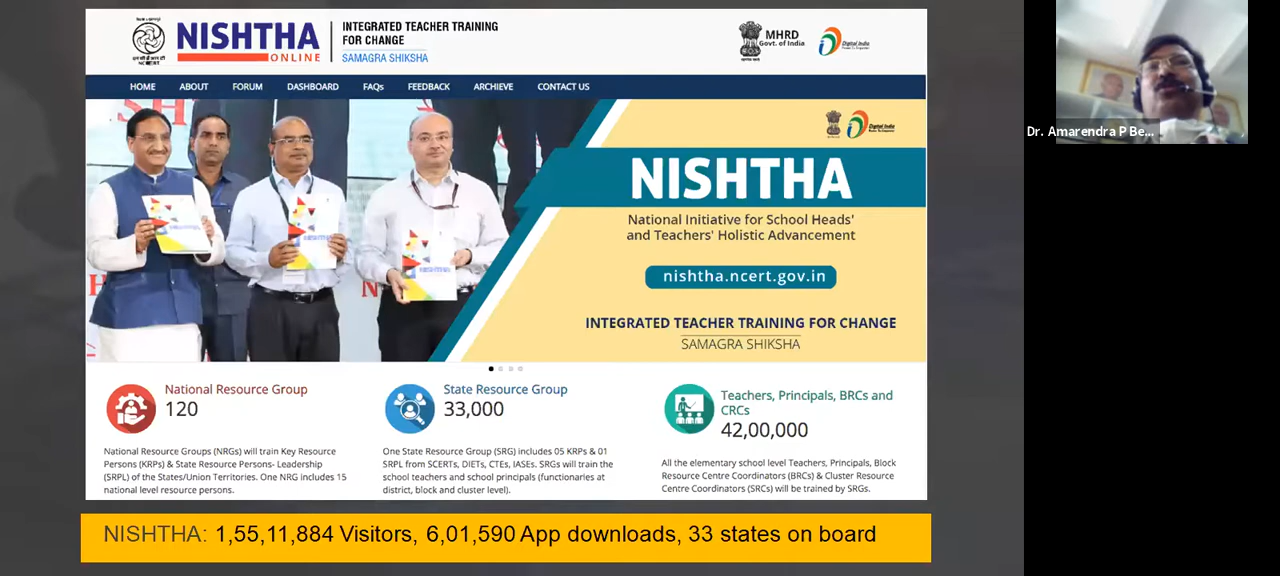 NISHTHA
ONLINE
INTEGRATED TEACHER TRAINING
FOR CHANGE
SAMAGRA SHIKSHA
MHRD
Govt. of India
Digital India
HOME ABOUT FORUM DASHBOARD FAQs FEEDBACK ARCHIEVE CONTACT US
Digital India
NISHTHA
National Initiative for School Heads'
and Teachers' Holistic Advancement
nishtha.ncert.gov.in
INTEGRATED TEACHER TRAINING FOR CHANGE
SAMAGRA SHIKSHA
National Resource Group
120
National Resource Groups (NRGs) will train Key Resource
Persons (KRPs) & State Resource Persons- Leadership
(SRPL) of the States/Union Territories. One NRG includes 15
national level resource persons.
State Resource Group
33,000
One State Resource Group (SRG) includes 05 KRPs & 01
SRPL from SCERTs, DIETs, CTEs, IASEs. SRGs will train the
school teachers and school principals (functionaries at
district, block and cluster level).
Teachers, Principals, BRCs and
CRCs
42,00,000
All the elementary school level Teachers, Principals, Block
Resource Centre Coordinators (BRCs) & Cluster Resource
Centre Coordinators (SRCs) will be trained by SRGs.
NISHTHA: 1,55,11,884 Visitors, 6,01,590 App downloads, 33 states on board
Dr. Amarendra P Be...